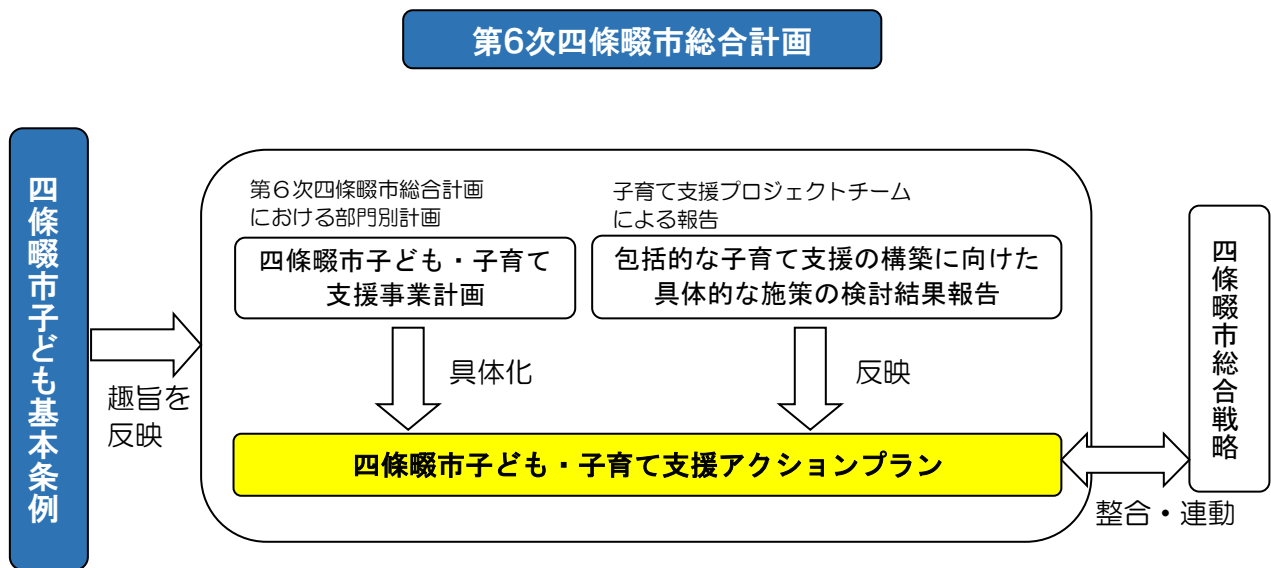 第6次四條畷市総合計画
四條畷市子ども基本条例
趣旨を
反映
第６次四條畷市総合計画
における部門別計画
四條畷市子ども・子育て
支援事業計画
子育て支援プロジェクトチーム
による報告
包括的な子育て支援の構築に向けた
具体的な施策の検討結果報告
具体化
反映
四條畷市子ども・子育て支援アクションプラン
四條畷市総合戦略
整合・連動